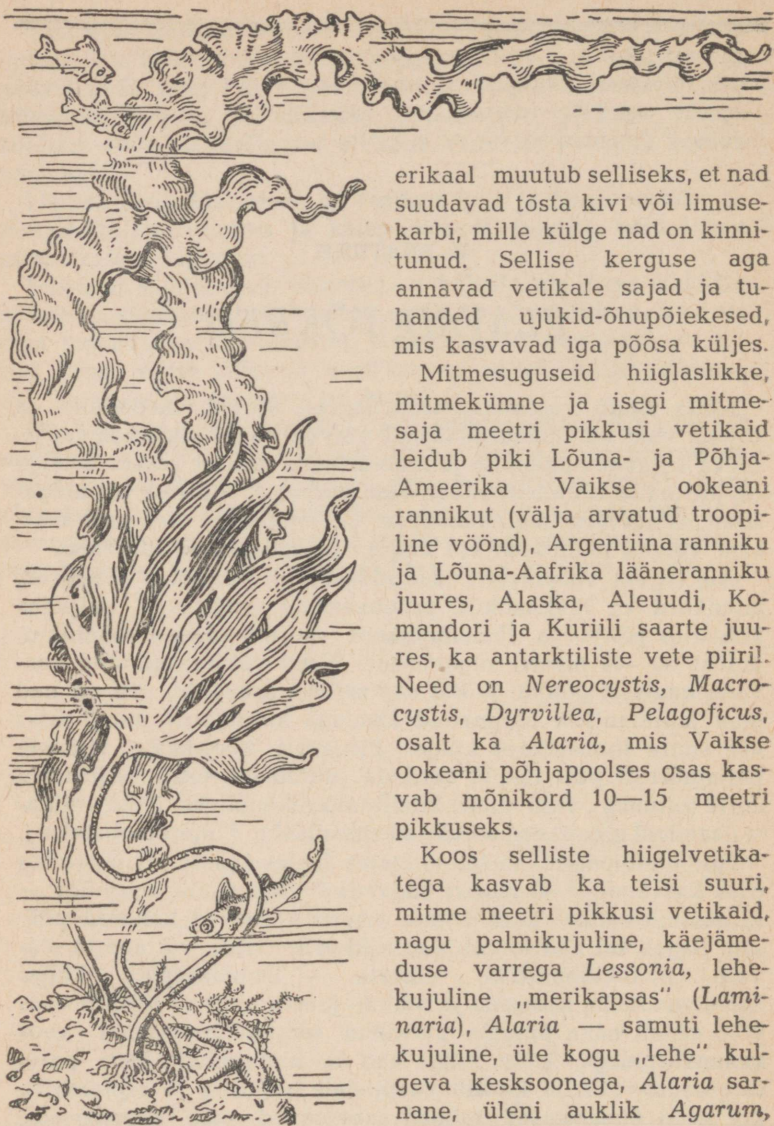 erikaal muutub selliseks, et nad
suudavad tõsta kivi või limuse-
karbi, mille külge nad on kinni-
tunud. Sellise kerguse aga
annavad vetikale sajad ja tu-
handed ujukid-õhupõiekesed,
mis kasvavad iga põõsa küljes.
Mitmesuguseid hiiglaslikke,
mitmekümne ja isegi mitme-
saja meetri pikkusi vetikaid
leidub piki Lõuna- ja Põhja-
Ameerika Vaikse ookeani
rannikut (välja arvatud troopi-
line vöönd), Argentiina ranniku
ja Lõuna-Aafrika lääneranniku
juures, Alaska, Aleuudi, Ko-
mandori ja Kuriili saarte juu-
res, ka antarktiliste vete piiril.
Need on Nereocystis, Macro-
cystis, Dyrvillea, Pelagoficus,
osalt ka Alaria, mis Vaikse
ookeani põhjapoolses osas kas-
vab mõnikord 10—15 meetri
pikkuseks.
Koos selliste hiigelvetika-
tega kasvab ka teisi suuri,
mitme meetri pikkusi vetikaid,
nagu palmikujuline, käejäme-
duse varrega Lessonia, lehe-
kujuline „merikapsas" (Lami-
naria), Alaria — samuti lehe-
kujuline, üle kogu „lehe" kul-
geva kesksoonega, Alaria sar-
nane, üleni auklik Agarum,